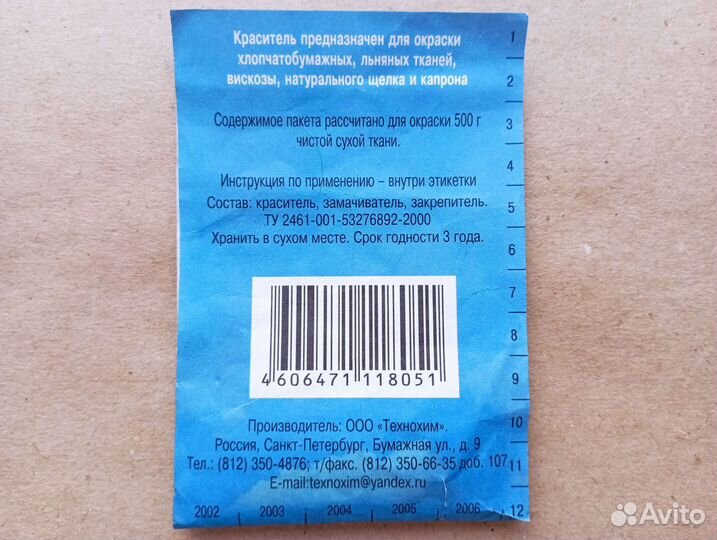 Краситель предназначен для окраски
хлопчатобумажных, льняных тканей,
вискозы, натурального щелка и капрона
Содержимое пакета рассчитано для окраски 500 г
чистой сухой ткани.
Инструкция по применению – внутри этикетки
Состав: краситель, замачиватель, закрепитель.
ТУ 2461-001-53276892-2000
Хранить в сухом месте. Срок годности 3 года.
4 606471 118051
Производитель: ООО «Технохим».
Россия, Санкт-Петербург, Бумажная ул., д. 9
Тел.: (812) 350-4876; т/факс. (812) 350-66-35 доб. 107
E-mail:texnoxim@yandex.ru
2002 2003 2004 2005 2006
1
2
3
4
5
6
7
8
9
10
11
12
Avito